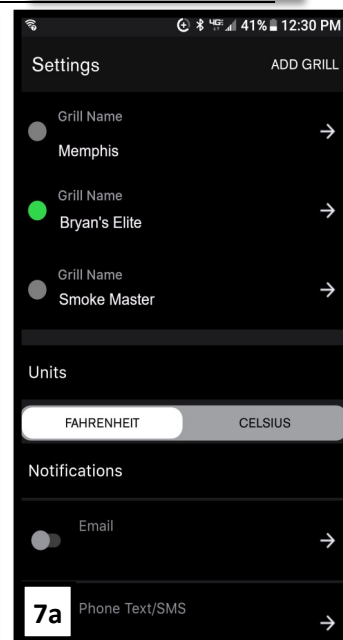 4G 41% 12:30 PM
Settings ADD GRILL
Grill Name
Memphis
Grill Name
Bryan's Elite
Grill Name
Smoke Master
Units
FAHRENHEIT CELSIUS
Notifications
Email
7a Phone Text/SMS